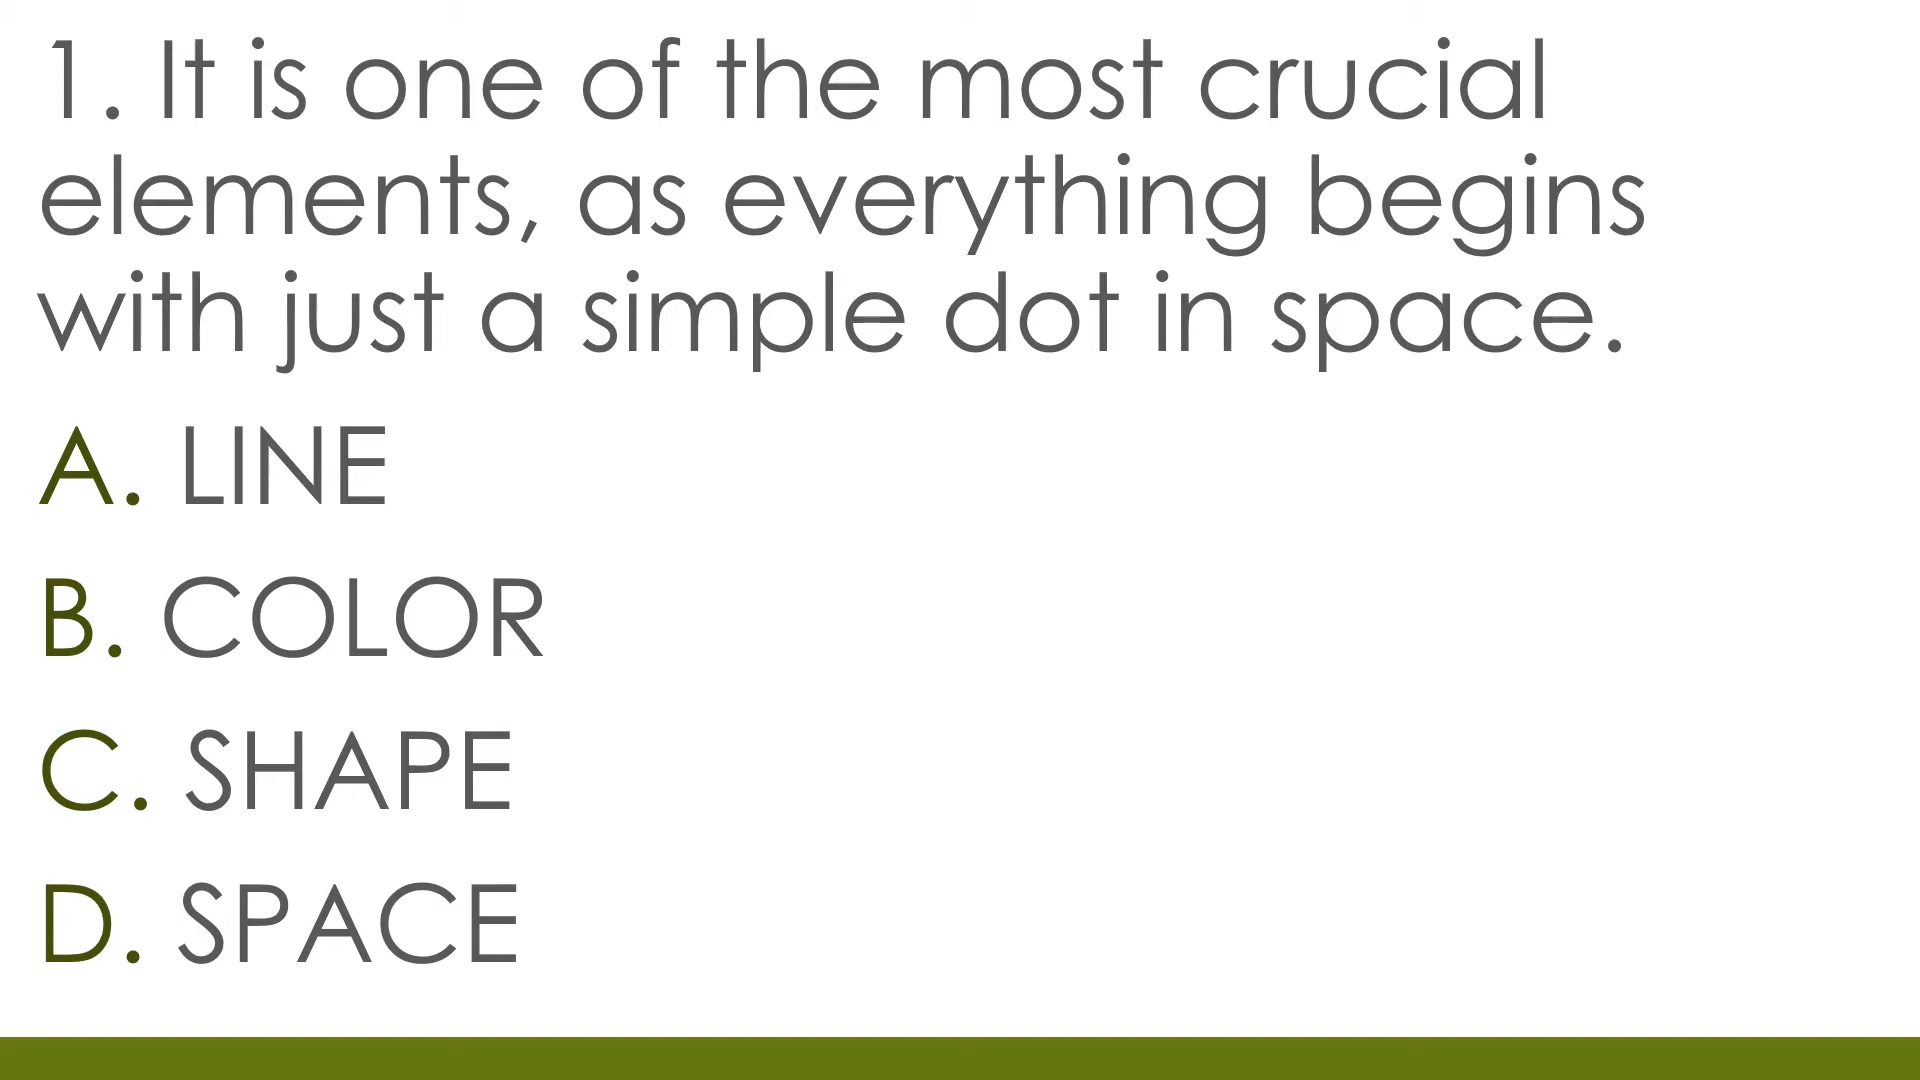 1. It is one of the most crucial
elements, as everything begins
with just a simple dot in space.
A. LINE
B. COLOR
C. SHAPE
D. SPACE